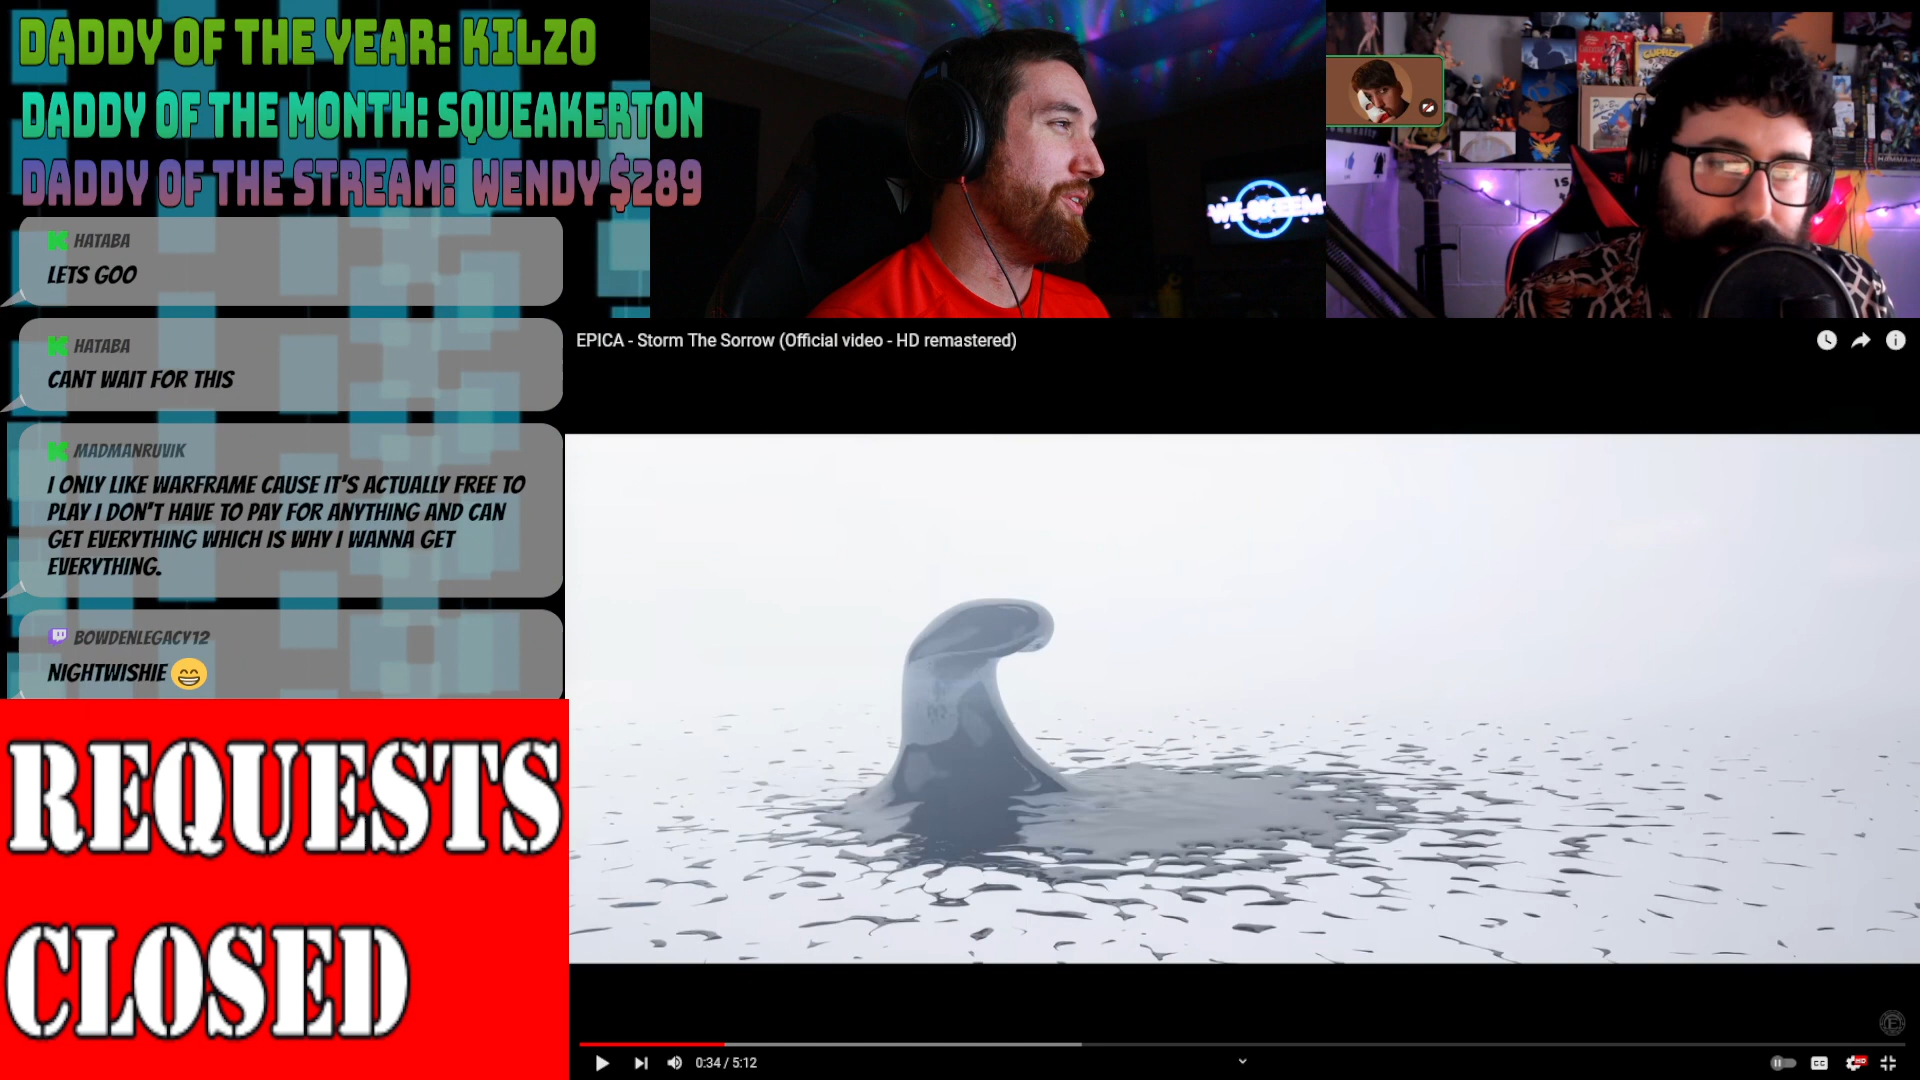 DADDY OF THE YEAR: KILZO
DADDY OF THE MONTH: SQUEAKERTON
DADDY OF THE STREAM: WENDY $289
HATABA
LETS GOO
HATABA
CANT WAIT FOR THIS
MADMANRUVIK
I ONLY LIKE WARFRAME CAUSE IT'S ACTUALLY FREE TO
PLAY I DON'T HAVE TO PAY FOR ANYTHING AND CAN
GET EVERYTHING WHICH IS WHY I WANNA GET
EVERYTHING.
BOWDENLEGACY12
NIGHTWISHIE 😄
REQUESTS
CLOSED
EPICA - Storm The Sorrow (Official video - HD remastered)
0:34 / 5:12
CC
HD